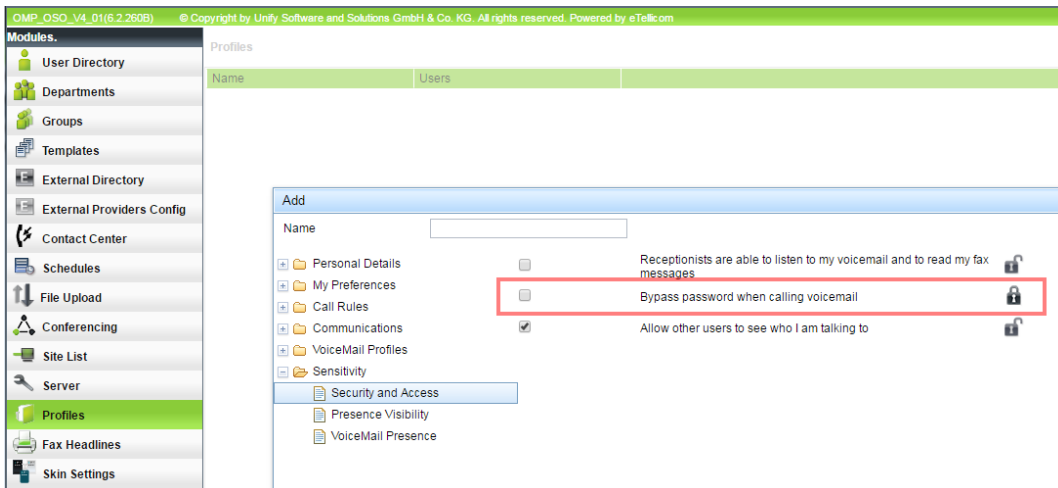 OMP_OSO_V4_01(6.2.260B) © Copyright by Unify Software and Solutions GmbH & Co. KG. All rights reserved. Powered by eTellicom
Modules.
User Directory
Departments
Groups
Templates
External Directory
External Providers Config
Contact Center
Schedules
File Upload
Conferencing
Site List
Server
Profiles
Fax Headlines
Skin Settings
Profiles
Name Users
Add
Name
Personal Details
My Preferences
Call Rules
Communications
VoiceMail Profiles
Sensitivity
Security and Access
Presence Visibility
VoiceMail Presence
Receptionists are able to listen to my voicemail and to read my fax
messages
Bypass password when calling voicemail
Allow other users to see who I am talking to